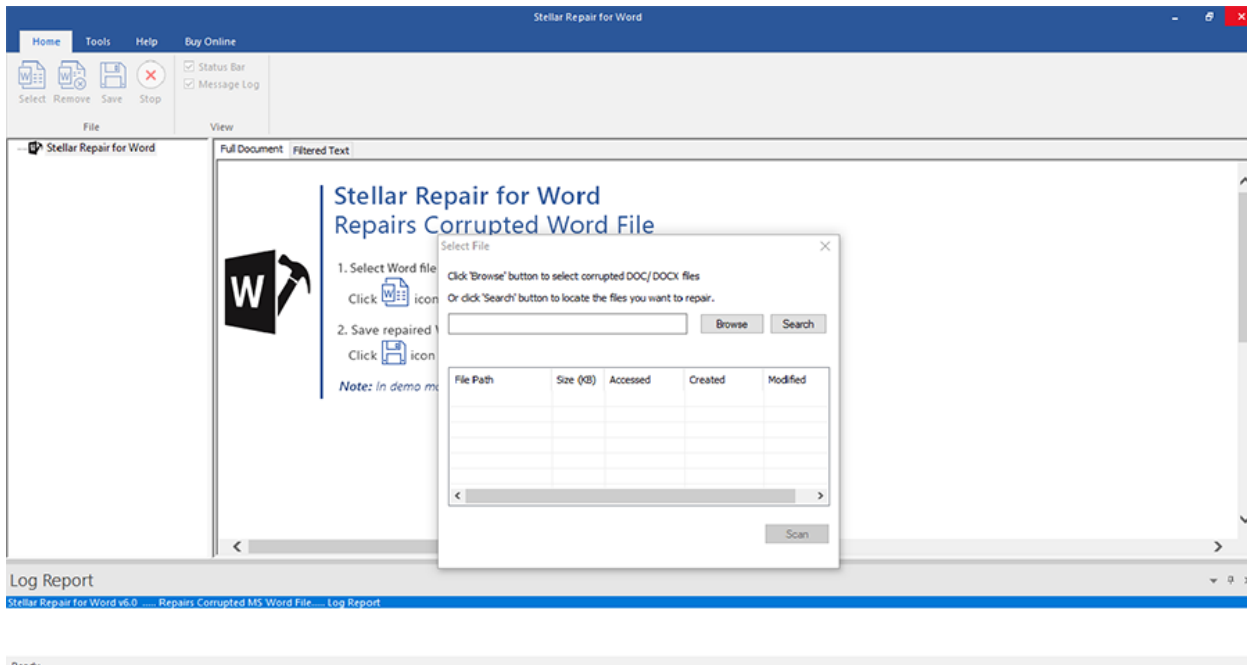 Stellar Repair for Word
Home Tools Help Buy Online
Select Remove Save Stop
Status Bar
Message Log
File View
Stellar Repair for Word
Full Document Filtered Text
Stellar Repair for Word
Repairs Corrupted Word File
1. Select Word file
Click icon
2. Save repaired
Click icon
Note: In demo
Select File
Click 'Browse' button to select corrupted DOC/DOCX files
Or click 'Search' button to locate the files you want to repair.
Browse Search
File Path Size (KB) Accessed Created Modified
Scan
Log Report
Stellar Repair for Word v6.0 ..... Repairs Corrupted MS Word File..... Log Report